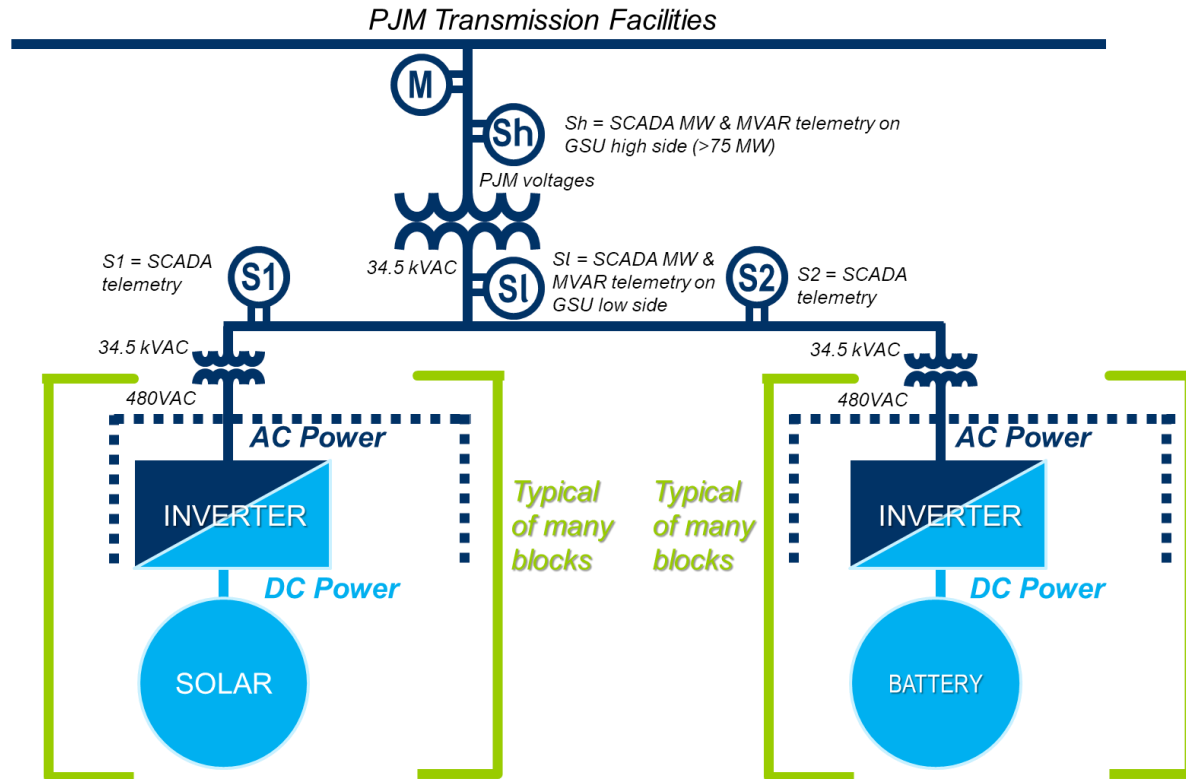 PJM Transmission Facilities
M
Sh
Sh = SCADA MW & MVAR telemetry on
GSU high side (>75 MW)
PJM voltages
S1 = SCADA
telemetry
S1
34.5 kVAC
Sl
Sl = SCADA MW &
MVAR telemetry on
GSU low side
S2
S2 = SCADA
telemetry
34.5 kVAC
480VAC
AC Power
INVERTER
DC Power
SOLAR
Typical
of many
blocks
Typical
of many
blocks
34.5 kVAC
480VAC
AC Power
INVERTER
DC Power
BATTERY